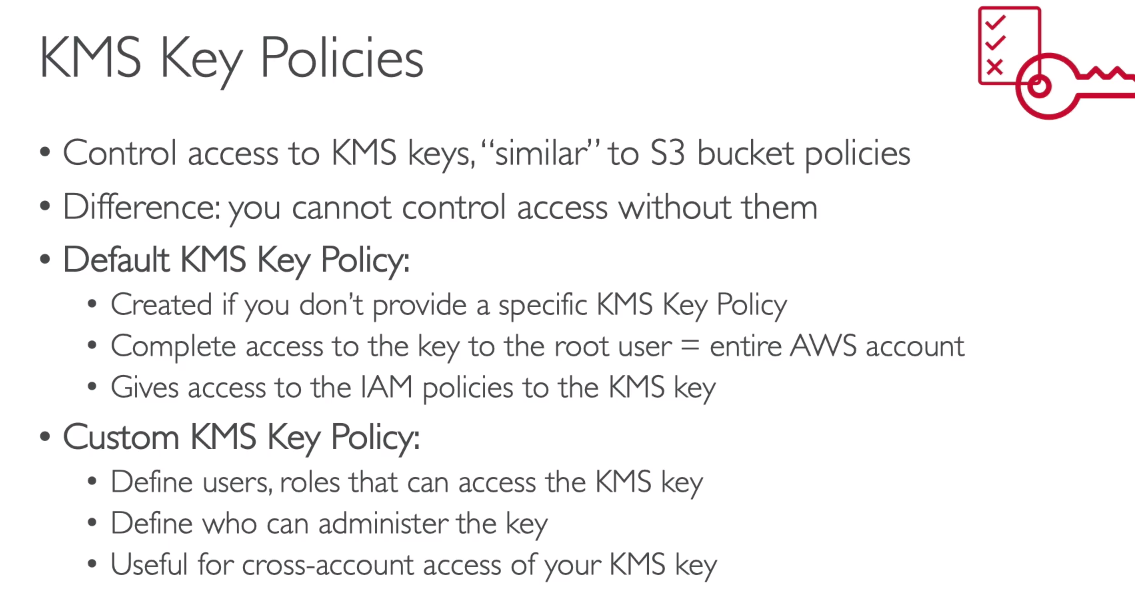 KMS Key Policies
• Control access to KMS keys, “similar” to S3 bucket policies
• Difference: you cannot control access without them
• Default KMS Key Policy:
• Created if you don’t provide a specific KMS Key Policy
• Complete access to the key to the root user = entire AWS account
• Gives access to the IAM policies to the KMS key
• Custom KMS Key Policy:
• Define users, roles that can access the KMS key
• Define who can administer the key
• Useful for cross-account access of your KMS key